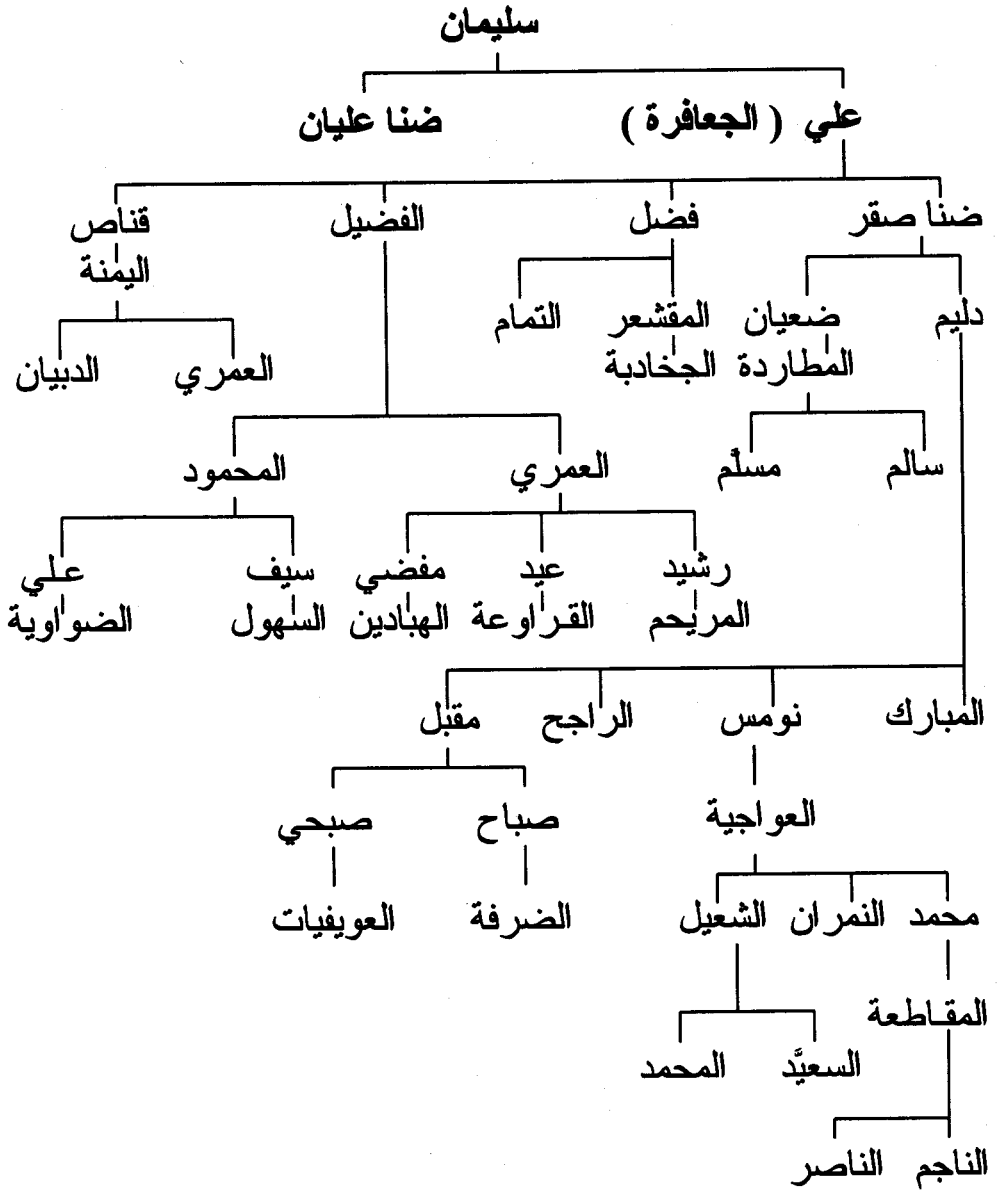 سليمان
علي ( الجعافرة ) ضنا عليان
ضنا صقر فضل الفضيل قناص
اليمنة
دليم ضعيان المقشعر التمام
المطاردة الجخادبة العمري الدبيان
سالم مسلَّم العمري المحمود
رشيد عيد مفضي سيف علي
المريحم القراوعة الهبادين السهول الضواوية
المبارك نومس الراجح مقبل
العواجية صباح صبحي
محمد النمران الشعيل الضرفة العويفيات
المقاطعة
السعيَّد المحمد
الناجم الناصر